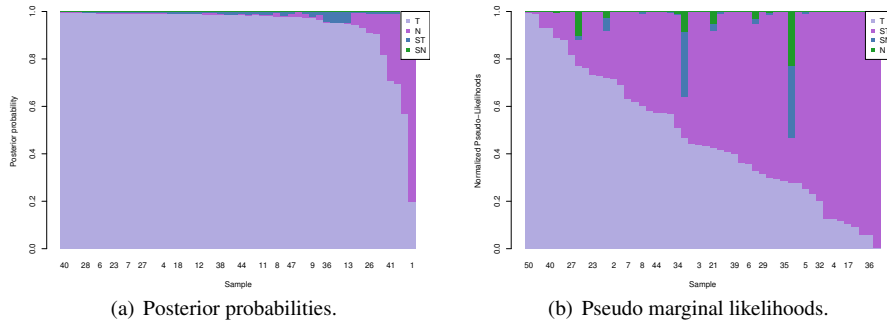 T
N
ST
SN
Posterior probability
0.0 0.2 0.4 0.6 0.8 1.0
40 28 6 23 7 27 4 18 12 38 44 11 8 47 9 36 13 26 41 1
Sample
(a) Posterior probabilities.
T
ST
SN
N
Normalized Pseudo-Likelihoods
0.0 0.2 0.4 0.6 0.8 1.0
50 40 27 23 2 7 8 44 34 3 21 39 6 29 35 5 32 4 17 36
Sample
(b) Pseudo marginal likelihoods.